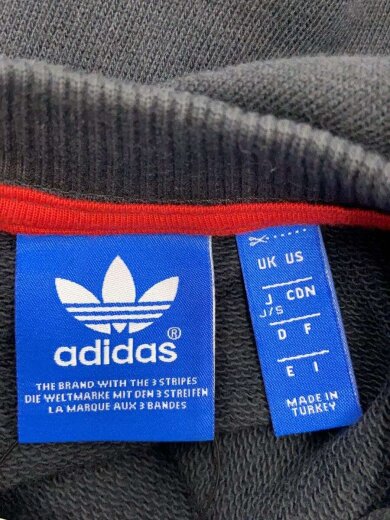 adidas®
THE BRAND WITH THE 3 STRIPES
DIE WELTMARKE MIT DEN 3 STREIFEN
LA MARQUE AUX 3 BANDES
UK US
J CDN
J/S
D F
E I
MADE IN
TURKEY